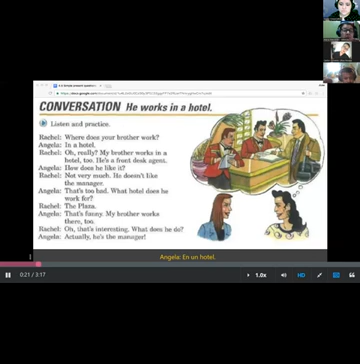 CONVERSATION He works in a hotel.
Listen and practice.
Rachel: Where does your brother work?
Angela: In a hotel.
Rachel: Oh, really? My brother works in a
hotel, too. He's a front desk agent.
Angela: How does he like it?
Rachel: Not very much. He doesn't like
the manager.
Angela: That's too bad. What hotel does he
work for?
Rachel: The Plaza.
Angela: That's funny. My brother works
there, too.
Rachel: Oh, that's interesting. What does he do?
Angela: Actually, he's the manager!
Angela: En un hotel.
0:21 / 3:17
1.0x
HD